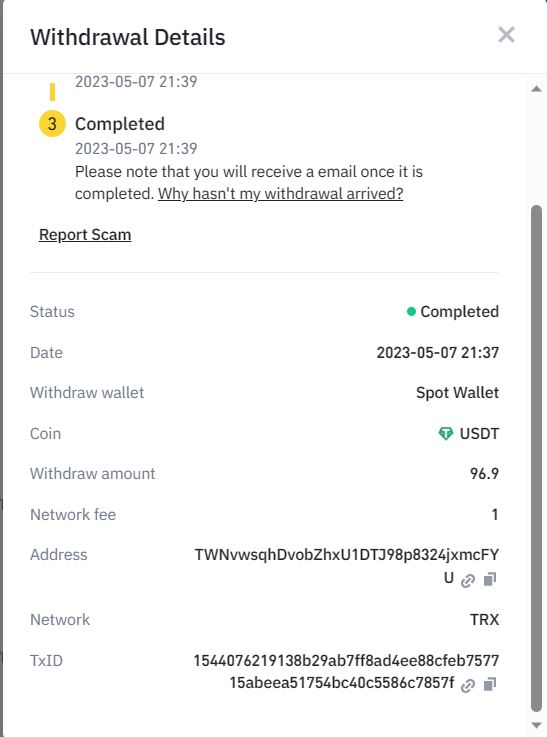 Withdrawal Details
2023-05-07 21:39
3 Completed
2023-05-07 21:39
Please note that you will receive a email once it is
completed. Why hasn't my withdrawal arrived?
Report Scam
Status Completed
Date 2023-05-07 21:37
Withdraw wallet Spot Wallet
Coin USDT
Withdraw amount 96.9
Network fee 1
Address TWNvwsqhDvobZhxU1DTJ98p8324jxmcFY
U
Network TRX
TxID 1544076219138b29ab7ff8ad4ee88cfeb7577
15abeea51754bc40c5586c7857f